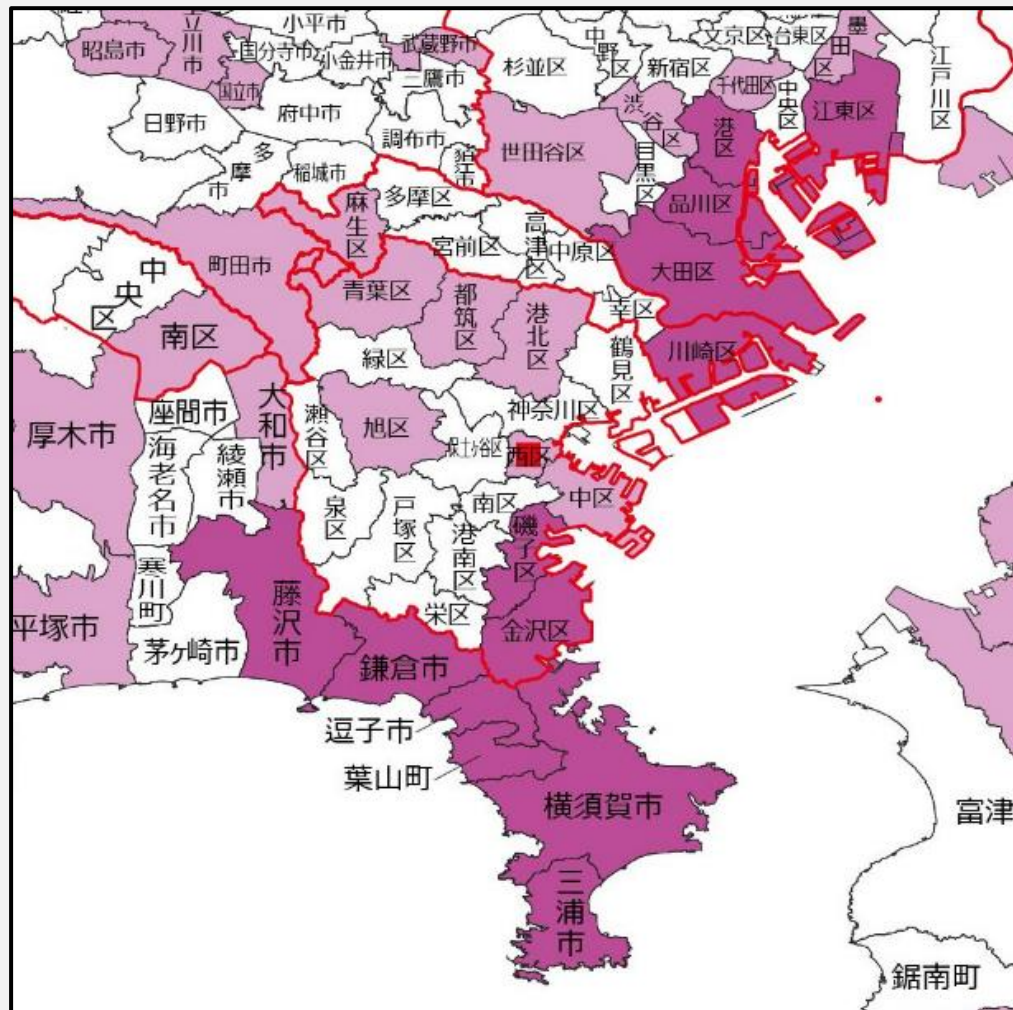 小平市
昭島市
立川市
国分寺市
小金井市
武蔵野市
三鷹市
国立市
府中市
日野市
調布市
狛江市
多摩市
稲城市
杉並区
中野区
新宿区
文京区
台東区
墨田区
江戸川区
千代田区
中央区
江東区
渋谷区
港区
世田谷区
目黒区
品川区
大田区
多摩区
麻生区
宮前区
高津区
中原区
幸区
川崎区
町田市
中央区
南区
青葉区
都筑区
港北区
緑区
鶴見区
神奈川区
旭区
瀬谷区
保土ヶ谷区
西区
中区
南区
泉区
戸塚区
港南区
磯子区
栄区
金沢区
大和市
座間市
海老名市
綾瀬市
厚木市
寒川町
平塚市
茅ヶ崎市
藤沢市
鎌倉市
逗子市
葉山町
横須賀市
三浦市
富津
鋸南町